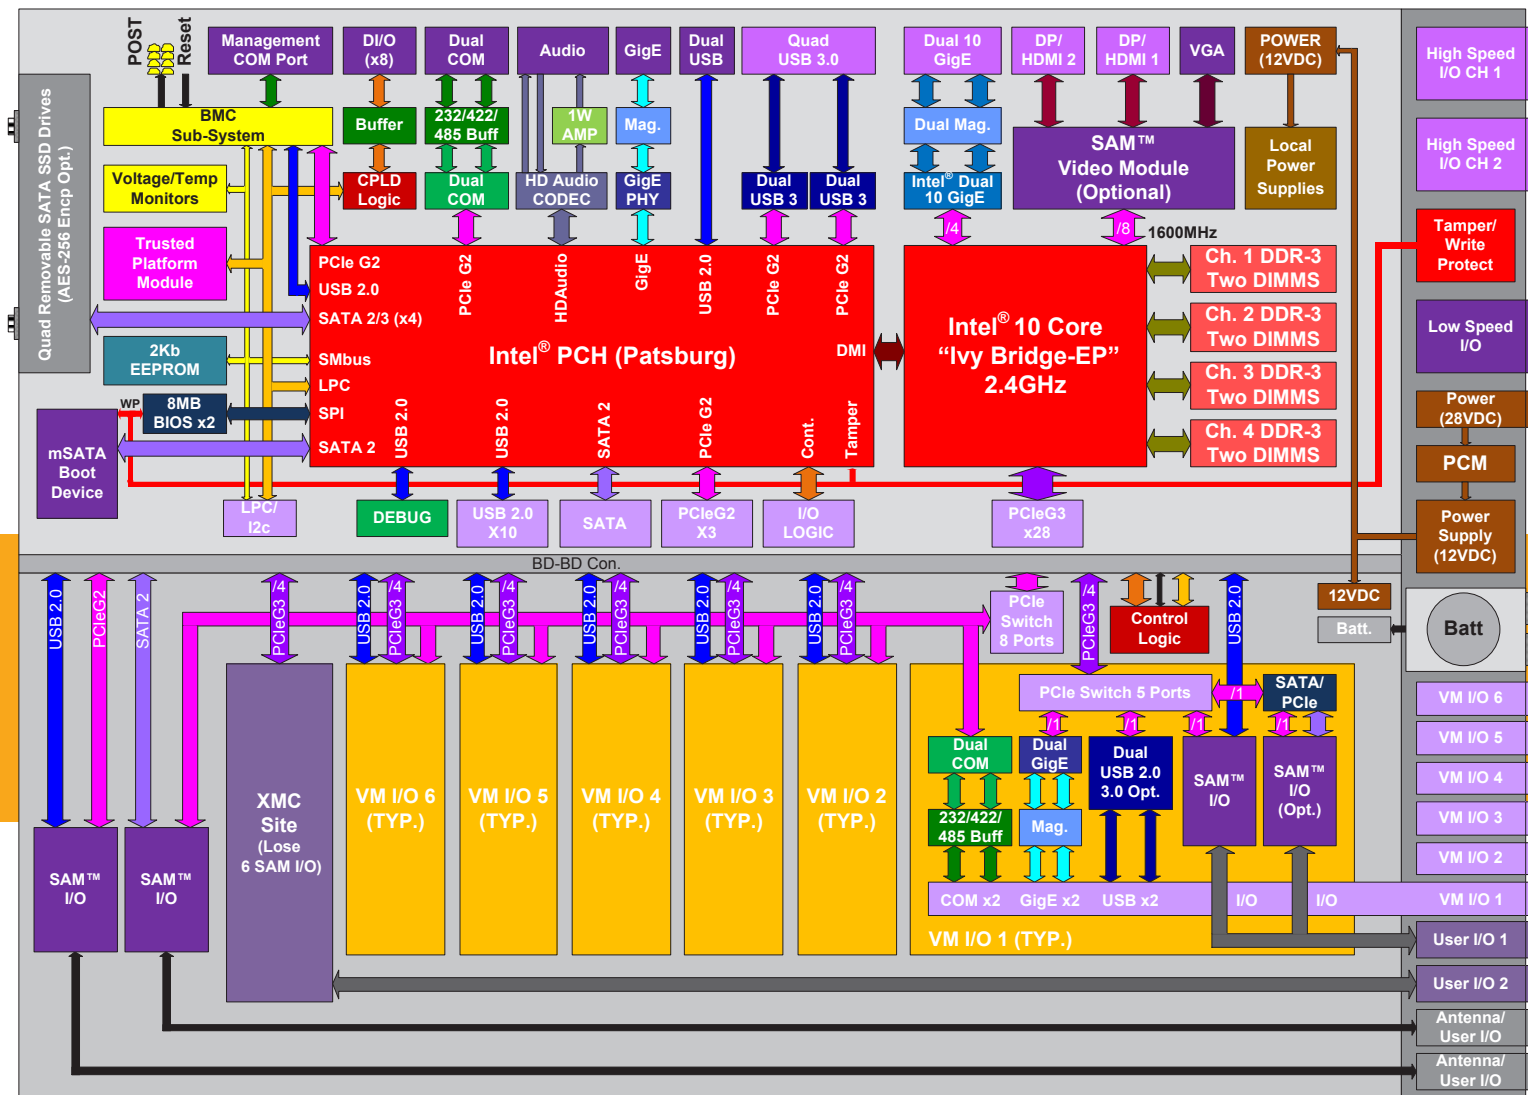 POST
Reset
Management
COM Port
DI/O
(x8)
Dual
COM
Audio
GigE
Dual
USB
Quad
USB 3.0
Dual 10
GigE
DP/
HDMI 2
DP/
HDMI 1
VGA
POWER
(12VDC)
High Speed
I/O CH 1
Quad Removable SATA SSD Drives
(AES-256 Encp Opt.)
BMC
Sub-System
Buffer
232/422/
485 Buff
1W
AMP
Mag.
Dual Mag.
SAM™
Video Module
(Optional)
Local
Power
Supplies
High Speed
I/O CH 2
Voltage/Temp
Monitors
CPLD
Logic
Dual
COM
HD Audio
CODEC
GigE
PHY
Dual
USB 3
Dual
USB 3
Intel® Dual
10 GigE
/4
/8
1600MHz
Tamper/
Write
Protect
Trusted
Platform
Module
PCIe G2
USB 2.0
SATA 2/3 (x4)
SMbus
LPC
SPI
SATA 2
PCIe G2
HDAudio
GigE
USB 2.0
PCIe G2
PCIe G2
Intel® PCH (Patsburg)
DMI
USB 2.0
USB 2.0
SATA 2
PCIe G2
Cont.
Tamper
Intel® 10 Core
“Ivy Bridge-EP”
2.4GHz
Ch. 1 DDR-3
Two DIMMS
Ch. 2 DDR-3
Two DIMMS
Ch. 3 DDR-3
Two DIMMS
Ch. 4 DDR-3
Two DIMMS
Low Speed
I/O
2Kb
EEPROM
WP
8MB
BIOS x2
mSATA
Boot
Device
Power
(28VDC)
PCM
Power
Supply
(12VDC)
LPC/
I2c
DEBUG
USB 2.0
X10
SATA
PCIeG2
X3
I/O
LOGIC
PCIeG3
x28
BD-BD Con.
USB 2.0
PCIeG2
SATA 2
PCIeG3
/4
USB 2.0
PCIeG3
/4
USB 2.0
PCIeG3
/4
USB 2.0
PCIeG3
/4
USB 2.0
PCIeG3
/4
USB 2.0
PCIeG3
/4
PCIe
Switch
8 Ports
PCIeG3
/4
Control
Logic
USB 2.0
12VDC
Batt.
Batt
XMC
Site
(Lose
6 SAM I/O)
VM I/O 6
(TYP.)
VM I/O 5
(TYP.)
VM I/O 4
(TYP.)
VM I/O 3
(TYP.)
VM I/O 2
(TYP.)
PCIe Switch 5 Ports
/1
SATA/
PCIe
/1
/1
/1
/1
Dual
COM
Dual
GigE
Dual
USB 2.0
3.0 Opt.
SAM™
I/O
SAM™
I/O
(Opt.)
232/422/
485 Buff
Mag.
COM x2
GigE x2
USB x2
I/O
I/O
VM I/O 1 (TYP.)
SAM™
I/O
SAM™
I/O
VM I/O 6
VM I/O 5
VM I/O 4
VM I/O 3
VM I/O 2
VM I/O 1
User I/O 1
User I/O 2
Antenna/
User I/O
Antenna/
User I/O